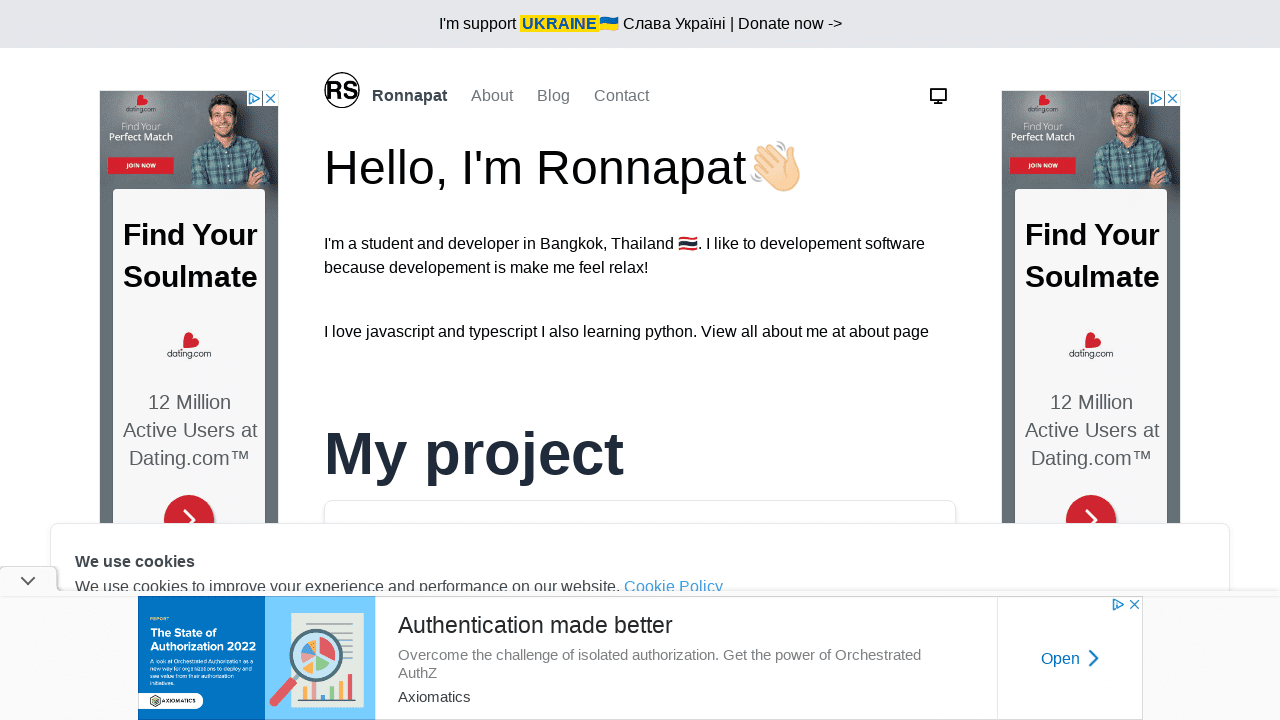 I'm support UKRAINE🇺🇦 Слава Україні | Donate now ->
RS
Ronnapat About Blog Contact
Hello, I'm Ronnapat👋🏻
I'm a student and developer in Bangkok, Thailand 🇹🇭. I like to developement software
because developement is make me feel relax!
I love javascript and typescript I also learning python. View all about me at about page
My project
dating.com
Find Your
Perfect Match
JOIN NOW
Find Your
Soulmate
dating.com
12 Million
Active Users at
Dating.com™
dating.com
Find Your
Perfect Match
JOIN NOW
Find Your
Soulmate
dating.com
12 Million
Active Users at
Dating.com™
We use cookies
We use cookies to improve your experience and performance on our website. Cookie Policy
REPORT
The State of
Authorization 2022
A look at Orchestrated Authorization as a
new way for organizations to deploy and
see value from their authorization
initiatives.
AXIOMATICS
Authentication made better
Overcome the challenge of isolated authorization. Get the power of Orchestrated
AuthZ
Axiomatics
Open